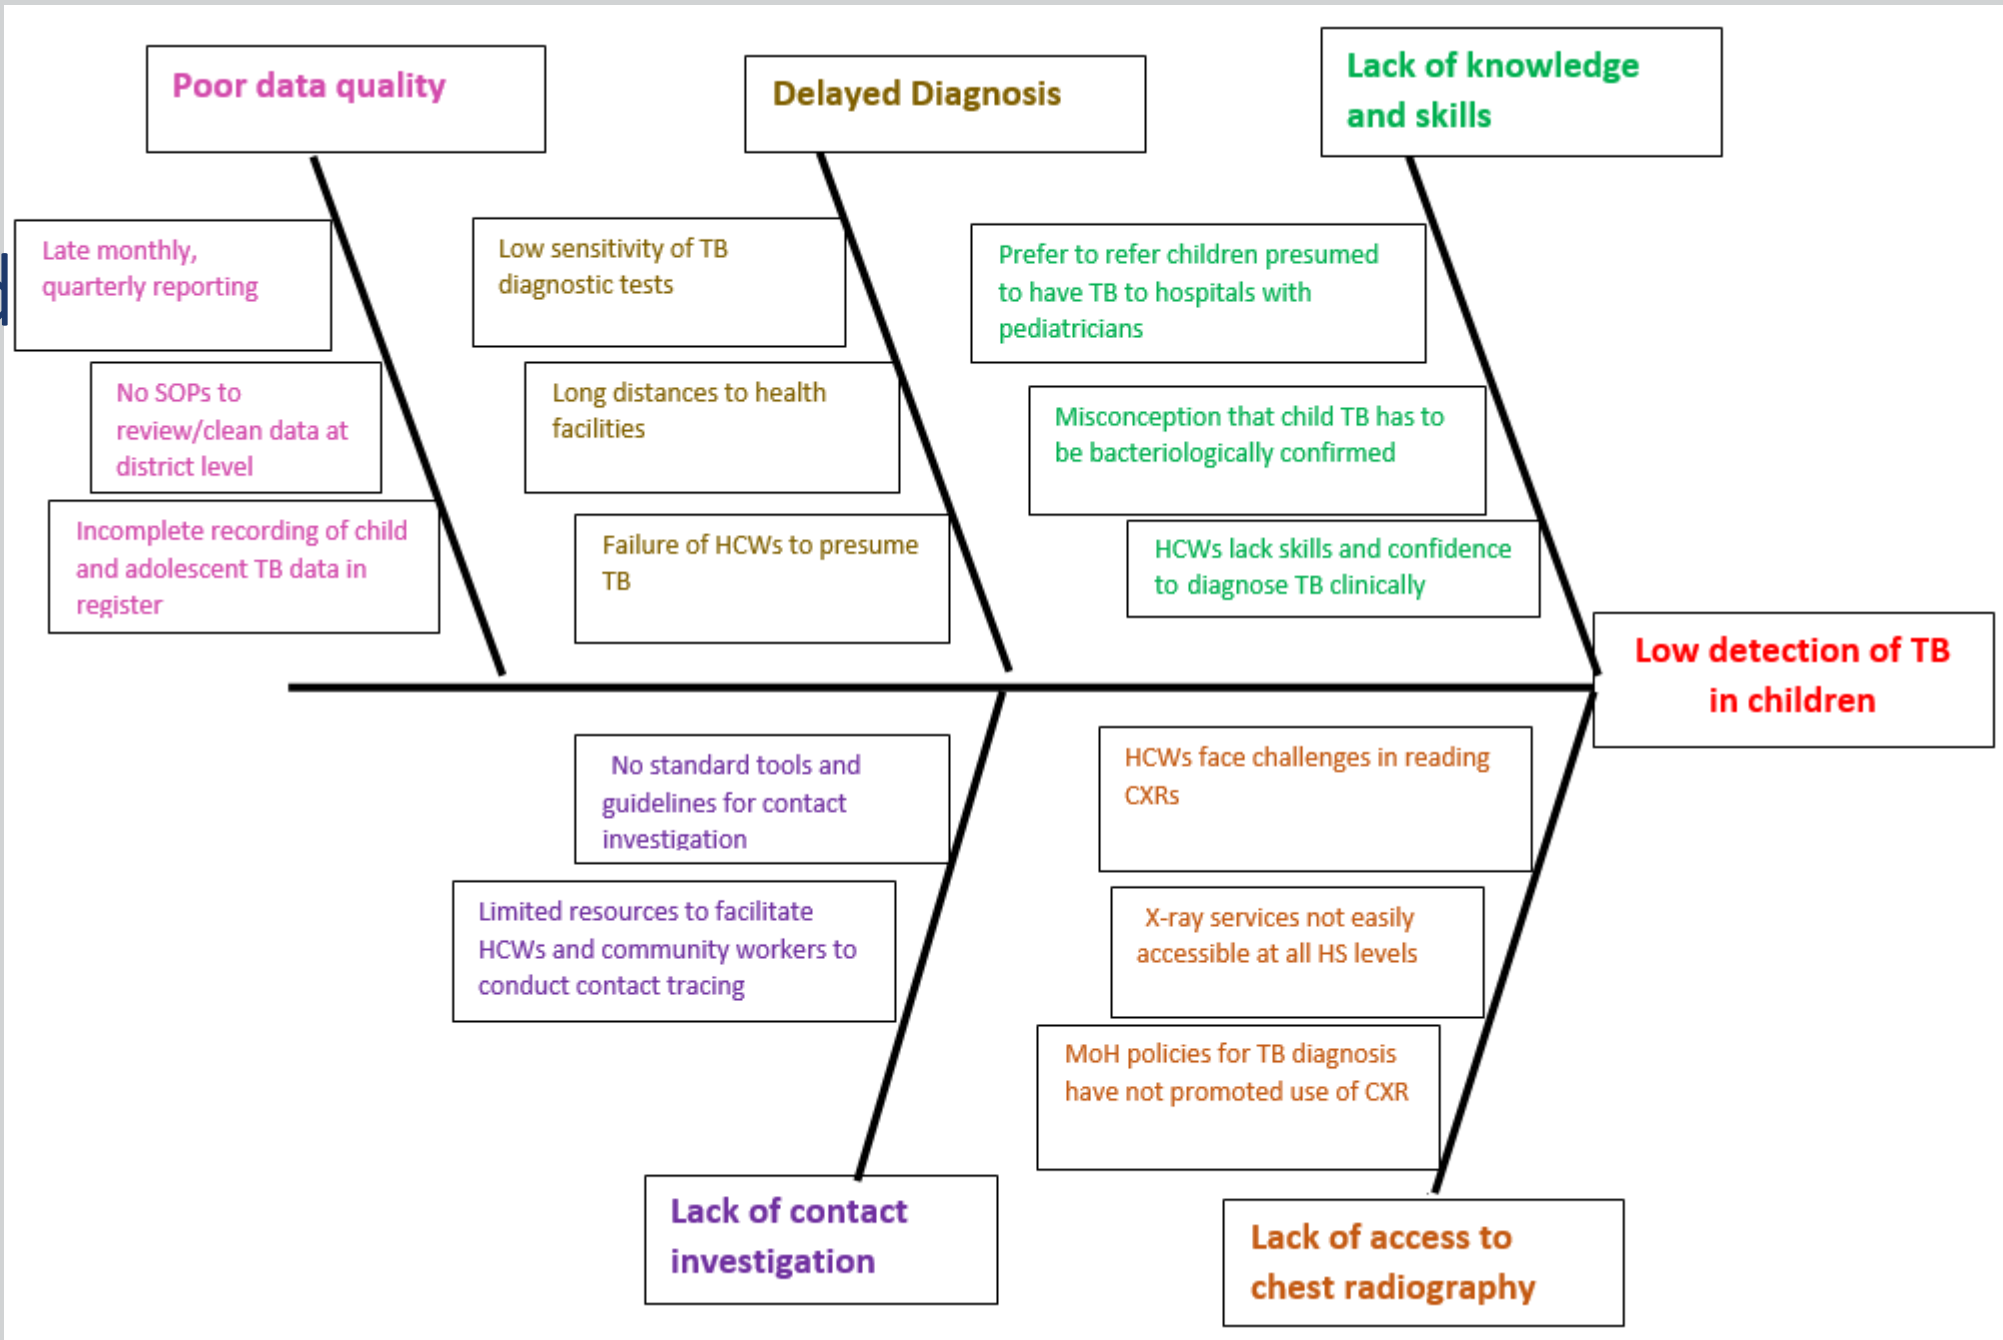 Poor data quality
Delayed Diagnosis
Lack of knowledge
and skills
Late monthly,
quarterly reporting
No SOPs to
review/clean data at
district level
Incomplete recording of child
and adolescent TB data in
register
Low sensitivity of TB
diagnostic tests
Long distances to health
facilities
Failure of HCWs to presume
TB
Prefer to refer children presumed
to have TB to hospitals with
pediatricians
Misconception that child TB has to
be bacteriologically confirmed
HCWs lack skills and confidence
to diagnose TB clinically
Low detection of TB
in children
No standard tools and
guidelines for contact
investigation
Limited resources to facilitate
HCWs and community workers to
conduct contact tracing
HCWs face challenges in reading
CXRs
X-ray services not easily
accessible at all HS levels
MoH policies for TB diagnosis
have not promoted use of CXR
Lack of contact
investigation
Lack of access to
chest radiography